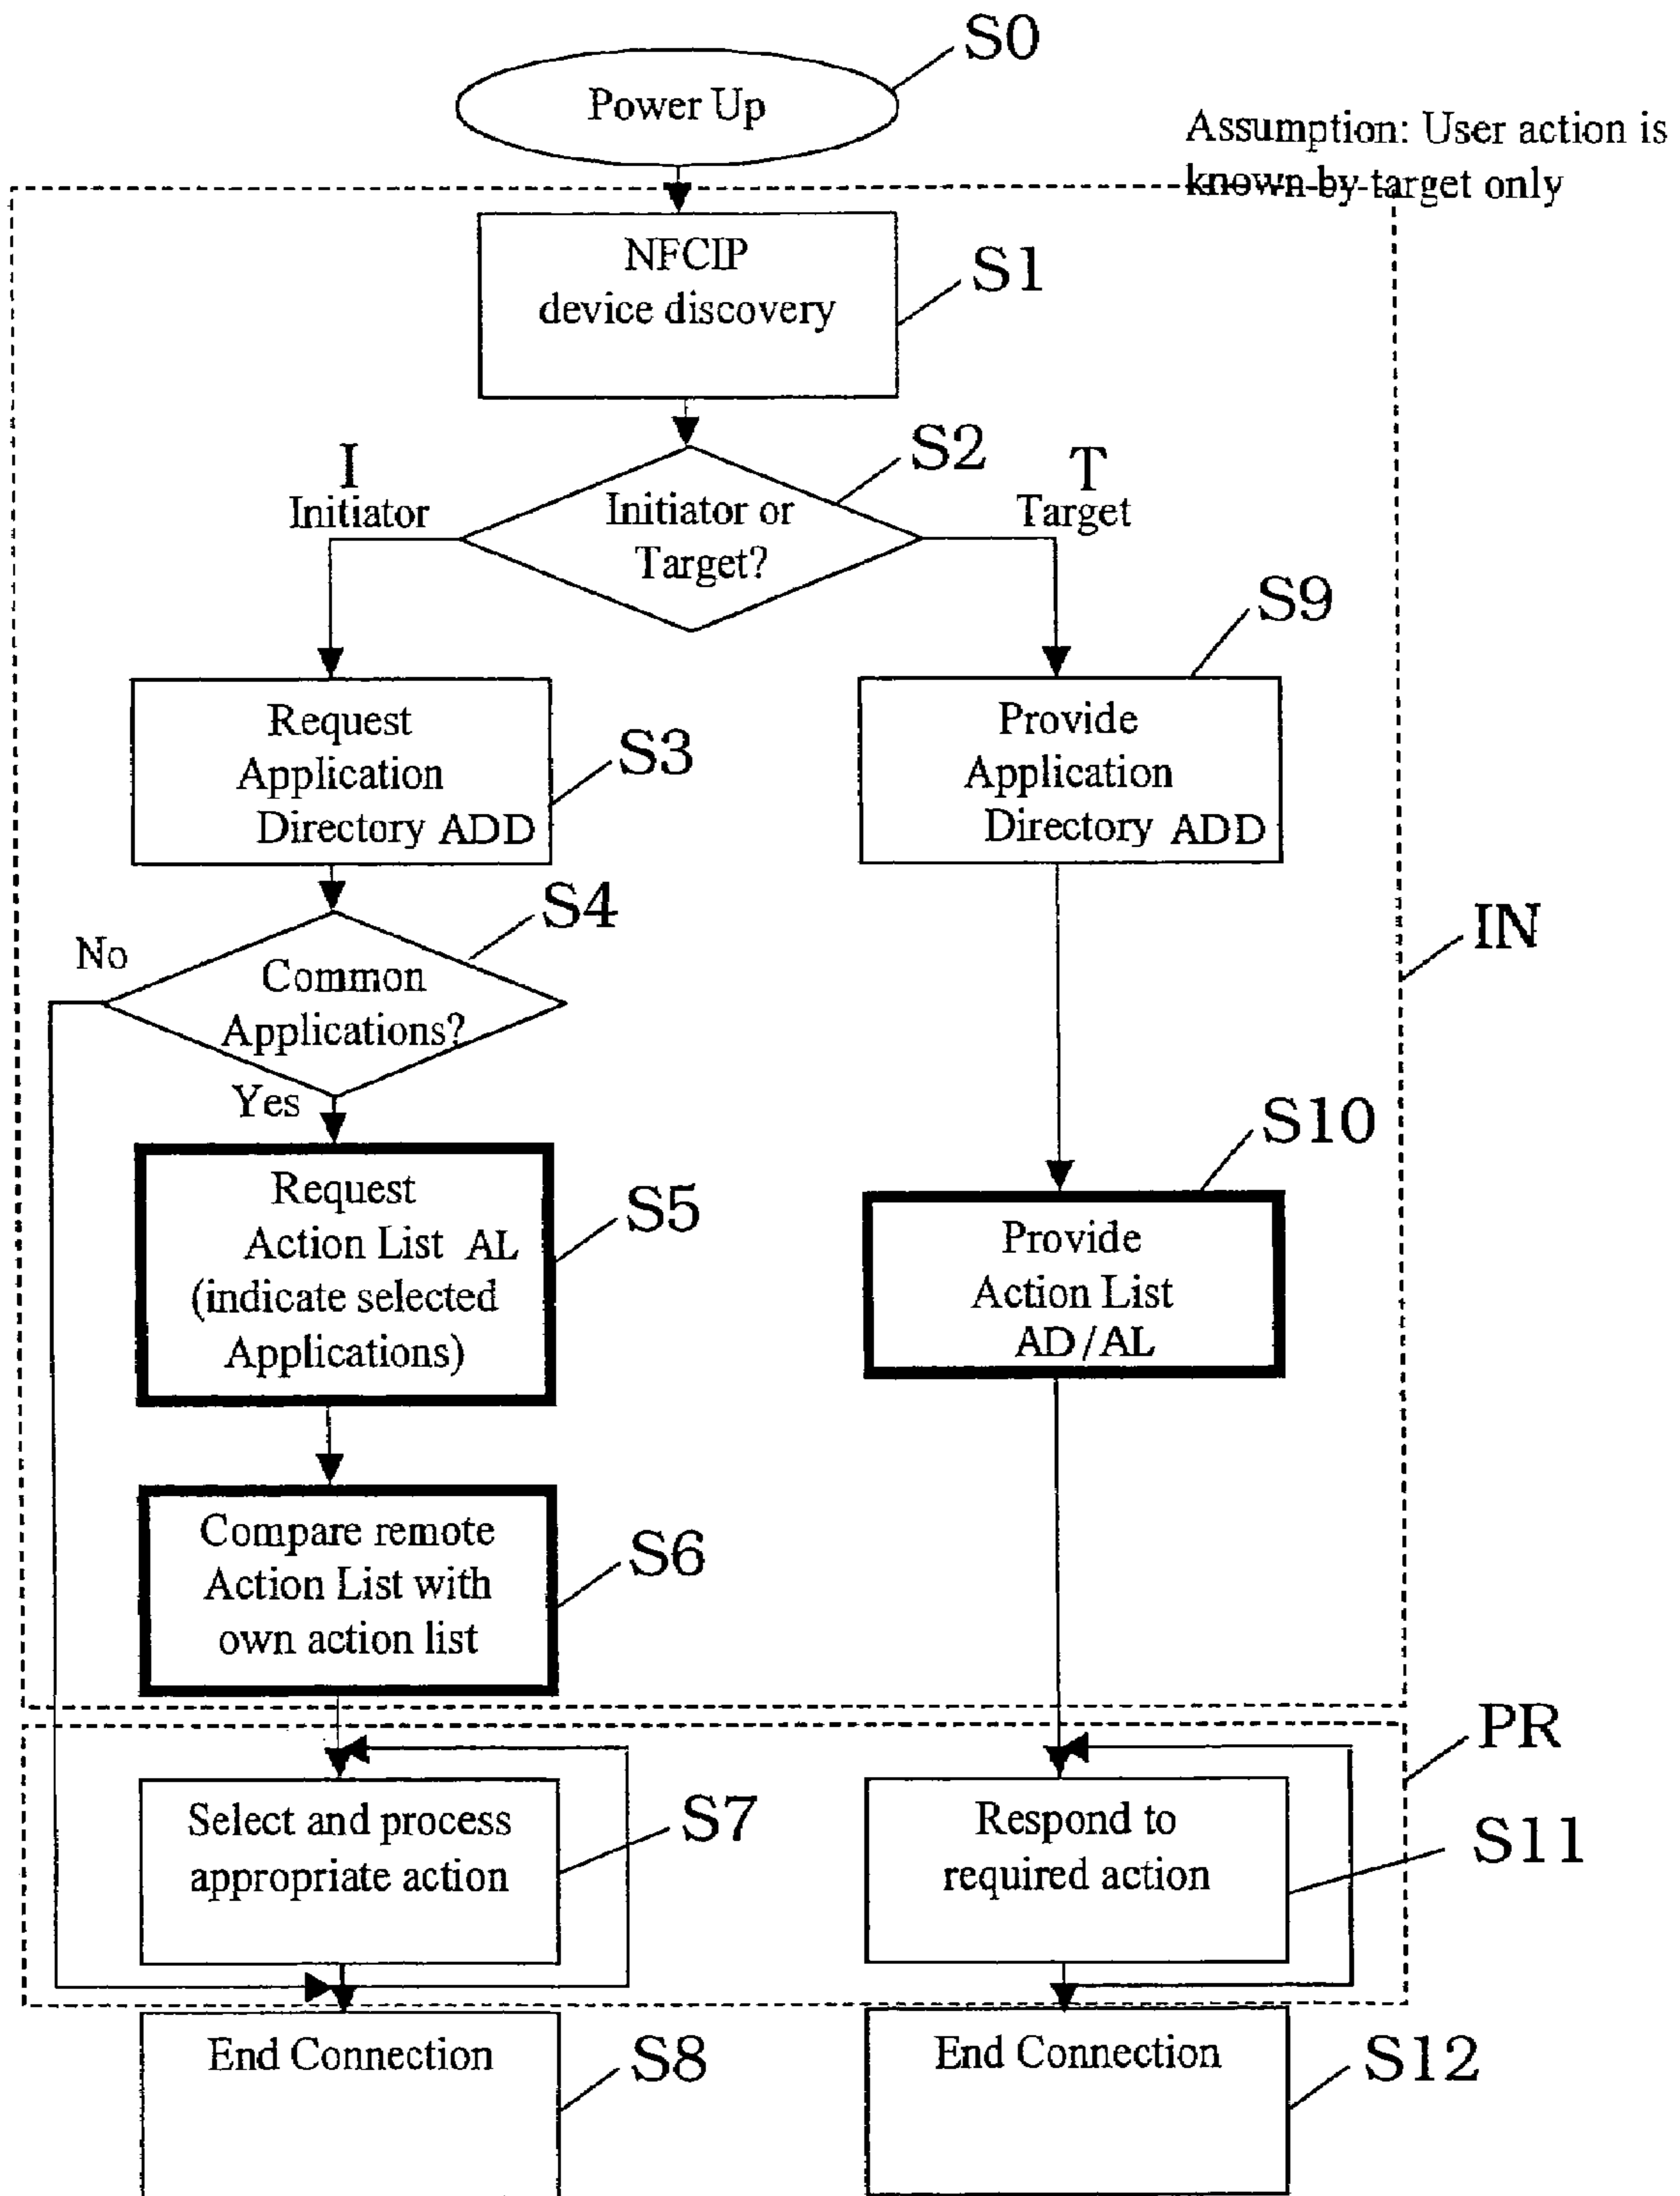 S0
Power Up
Assumption: User action is
known by target only
NFCIP
device discovery
S1
S2
I
Initiator
T
Target
Initiator or
Target?
S9
Request
Application
Directory ADD
S3
Provide
Application
Directory ADD
S4
No
Common
Applications?
IN
Yes
S10
Request
Action List AL
(indicate selected
Applications)
S5
Provide
Action List
AD/AL
Compare remote
Action List with
own action list
S6
PR
Select and process
appropriate action
S7
Respond to
required action
S11
End Connection
S8
End Connection
S12